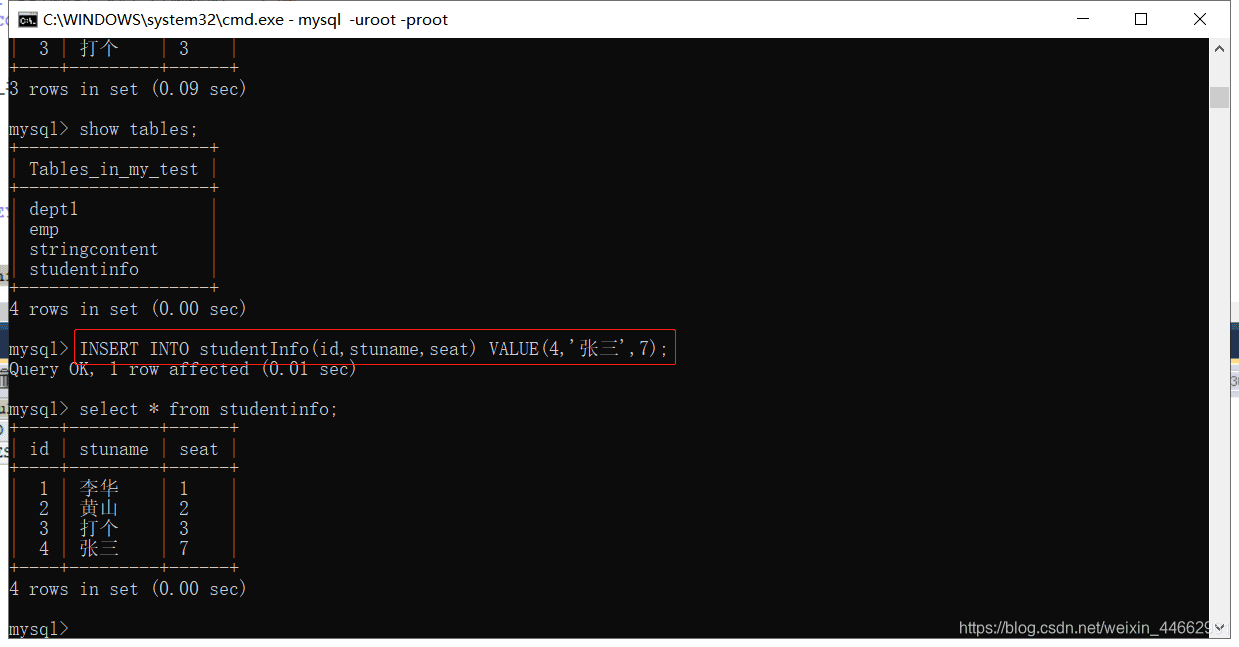 C:\WINDOWS\system32\cmd.exe - mysql -uroot -proot
| 3 | 打个 | 3 |
+----+---------+------+
3 rows in set (0.09 sec)
mysql> show tables;
+-------------------+
| Tables_in_my_test |
+-------------------+
| dept1 |
| emp |
| stringcontent |
| studentinfo |
+-------------------+
4 rows in set (0.00 sec)
mysql> INSERT INTO studentInfo(id,stuname,seat) VALUE(4,'张三',7);
Query OK, 1 row affected (0.01 sec)
mysql> select * from studentinfo;
+----+---------+------+
| id | stuname | seat |
+----+---------+------+
| 1 | 李华 | 1 |
| 2 | 黄山 | 2 |
| 3 | 打个 | 3 |
| 4 | 张三 | 7 |
+----+---------+------+
4 rows in set (0.00 sec)
mysql>
https://blog.csdn.net/weixin_446629